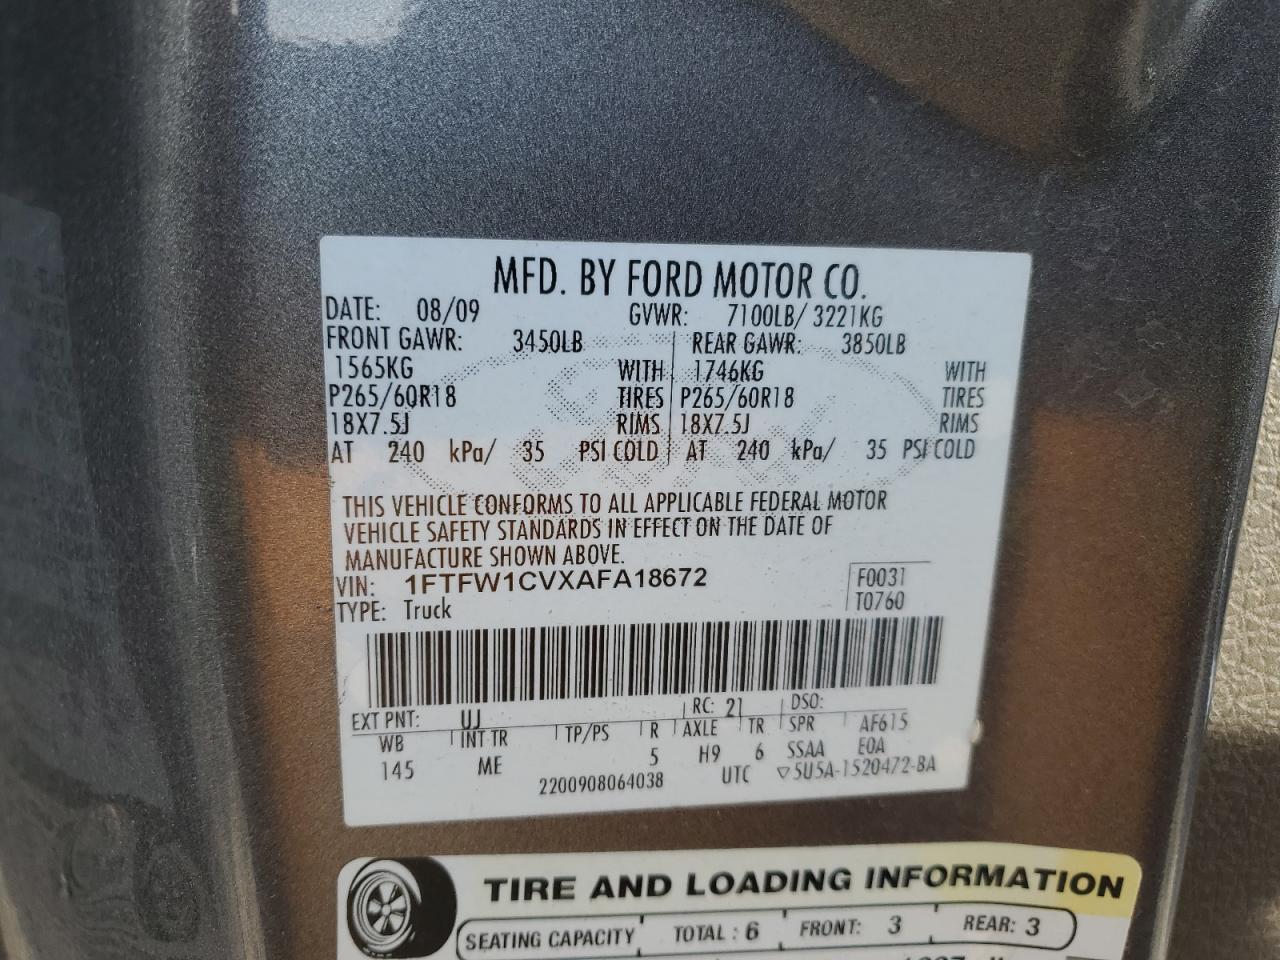 MFD. BY FORD MOTOR CO.
DATE: 08/09 GVWR: 7100LB/ 3221KG
FRONT GAWR: 3450LB REAR GAWR: 3850LB
1565KG WITH 1746KG WITH
P265/60R18 TIRES P265/60R18 TIRES
18X7.5J RIMS 18X7.5J RIMS
AT 240 kPa/ 35 PSI COLD AT 240 kPa/ 35 PSI COLD
THIS VEHICLE CONFORMS TO ALL APPLICABLE FEDERAL MOTOR
VEHICLE SAFETY STANDARDS IN EFFECT ON THE DATE OF
MANUFACTURE SHOWN ABOVE.
VIN: 1FTFW1CVXAFA18672 F0031
TYPE: Truck T0760
EXT PNT: UJ RC: 21 DSO:
WB INT TR TP/PS R AXLE TR SPR AF615
145 ME 5 H9 6 SSAA E0A
2200908064038 UTC ▽5U5A-1520472-BA
TIRE AND LOADING INFORMATION
SEATING CAPACITY TOTAL : 6 FRONT: 3 REAR: 3